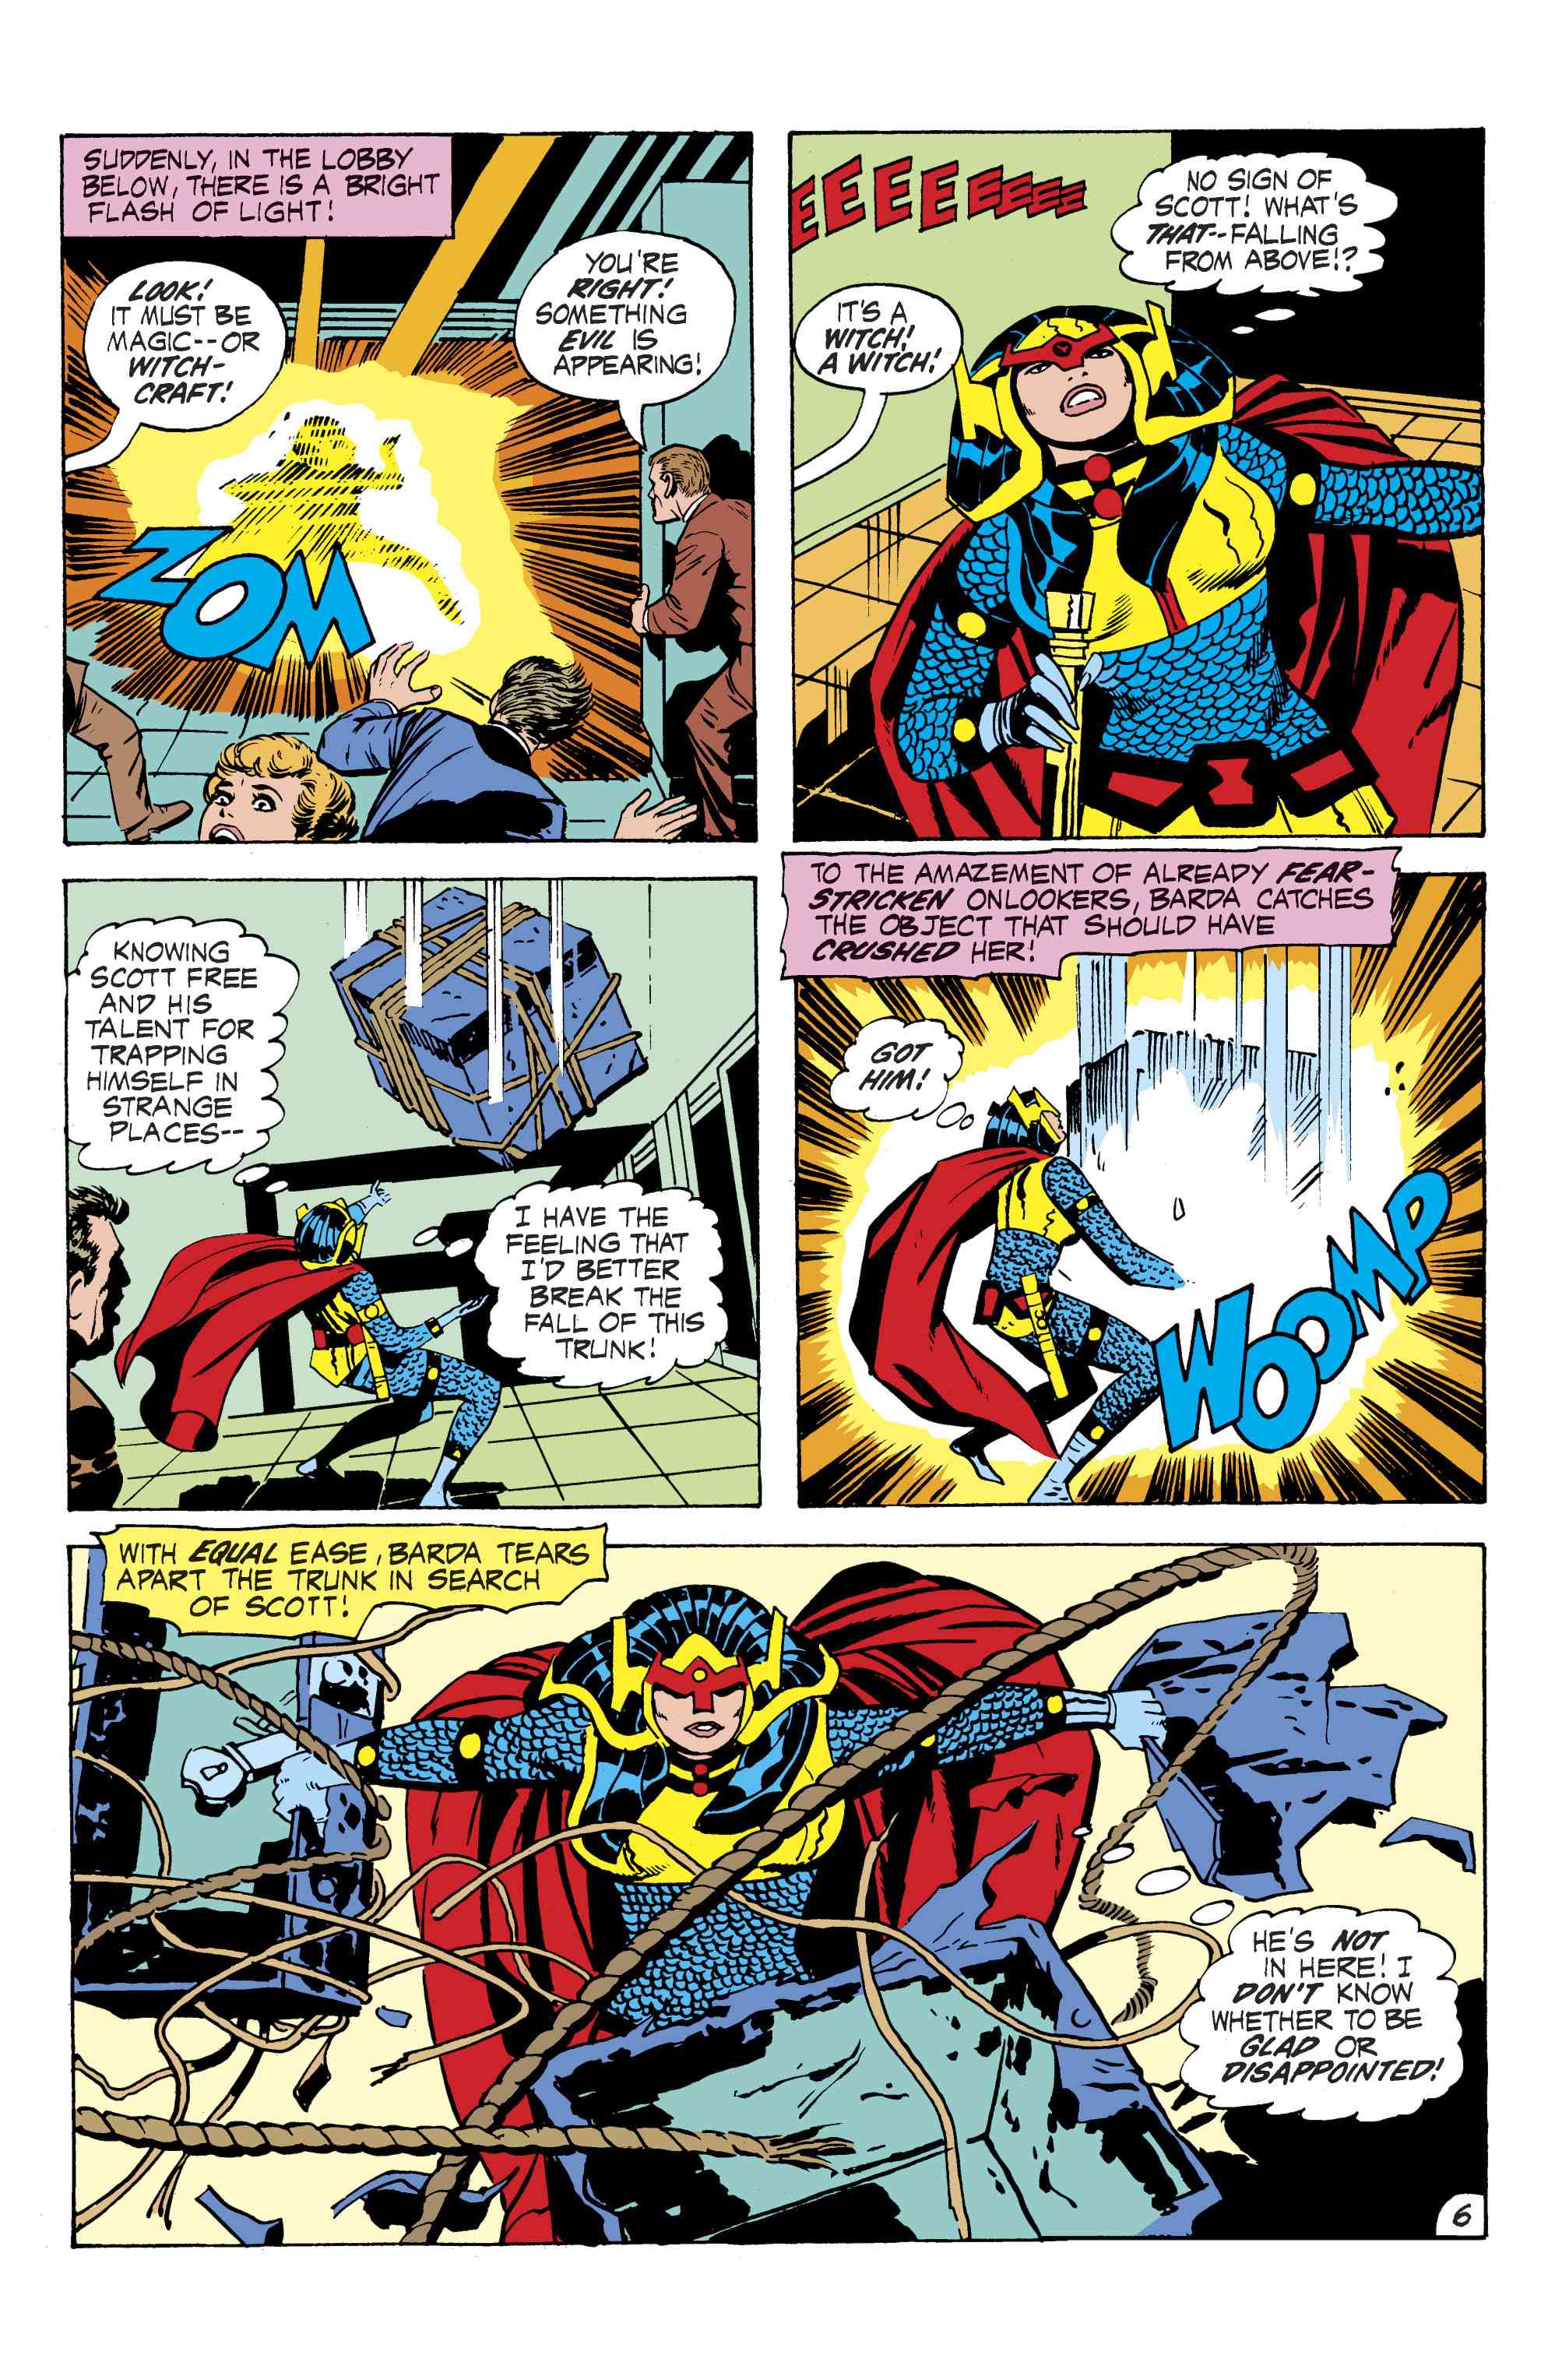 SUDDENLY, IN THE LOBBY
BELOW, THERE IS A BRIGHT
FLASH OF LIGHT!
LOOK!
IT MUST BE
MAGIC--OR
WITCH-
CRAFT!
YOU'RE
RIGHT!
SOMETHING
EVIL IS
APPEARING!
ZOM
EEEEEEEEE
NO SIGN OF
SCOTT! WHAT'S
THAT--FALLING
FROM ABOVE!?
IT'S A
WITCH!
A WITCH!
KNOWING
SCOTT FREE
AND HIS
TALENT FOR
TRAPPING
HIMSELF IN
STRANGE
PLACES--
I HAVE THE
FEELING THAT
I'D BETTER
BREAK THE
FALL OF THIS
TRUNK!
TO THE AMAZEMENT OF ALREADY FEAR-
STRICKEN ONLOOKERS, BARDA CATCHES
THE OBJECT THAT SHOULD HAVE
CRUSHED HER!
GOT
HIM!
WOOMP
WITH EQUAL EASE, BARDA TEARS
APART THE TRUNK IN SEARCH
OF SCOTT!
HE'S NOT
IN HERE! I
DON'T KNOW
WHETHER TO BE
GLAD OR
DISAPPOINTED!
6